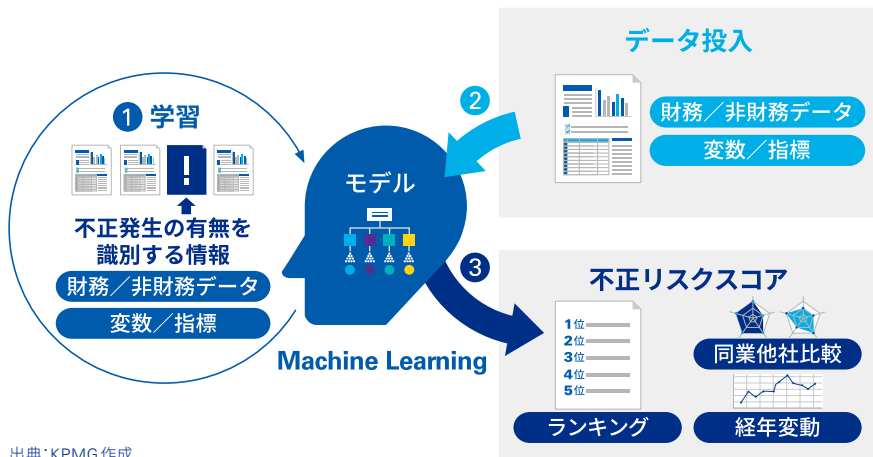 1 学習
不正発生の有無を
識別する情報
財務／非財務データ
変数／指標
モデル
Machine Learning
2
データ投入
財務／非財務データ
変数／指標
3
不正リスクスコア
1位
2位
3位
4位
5位
ランキング
同業他社比較
経年変動
出典：KPMG作成